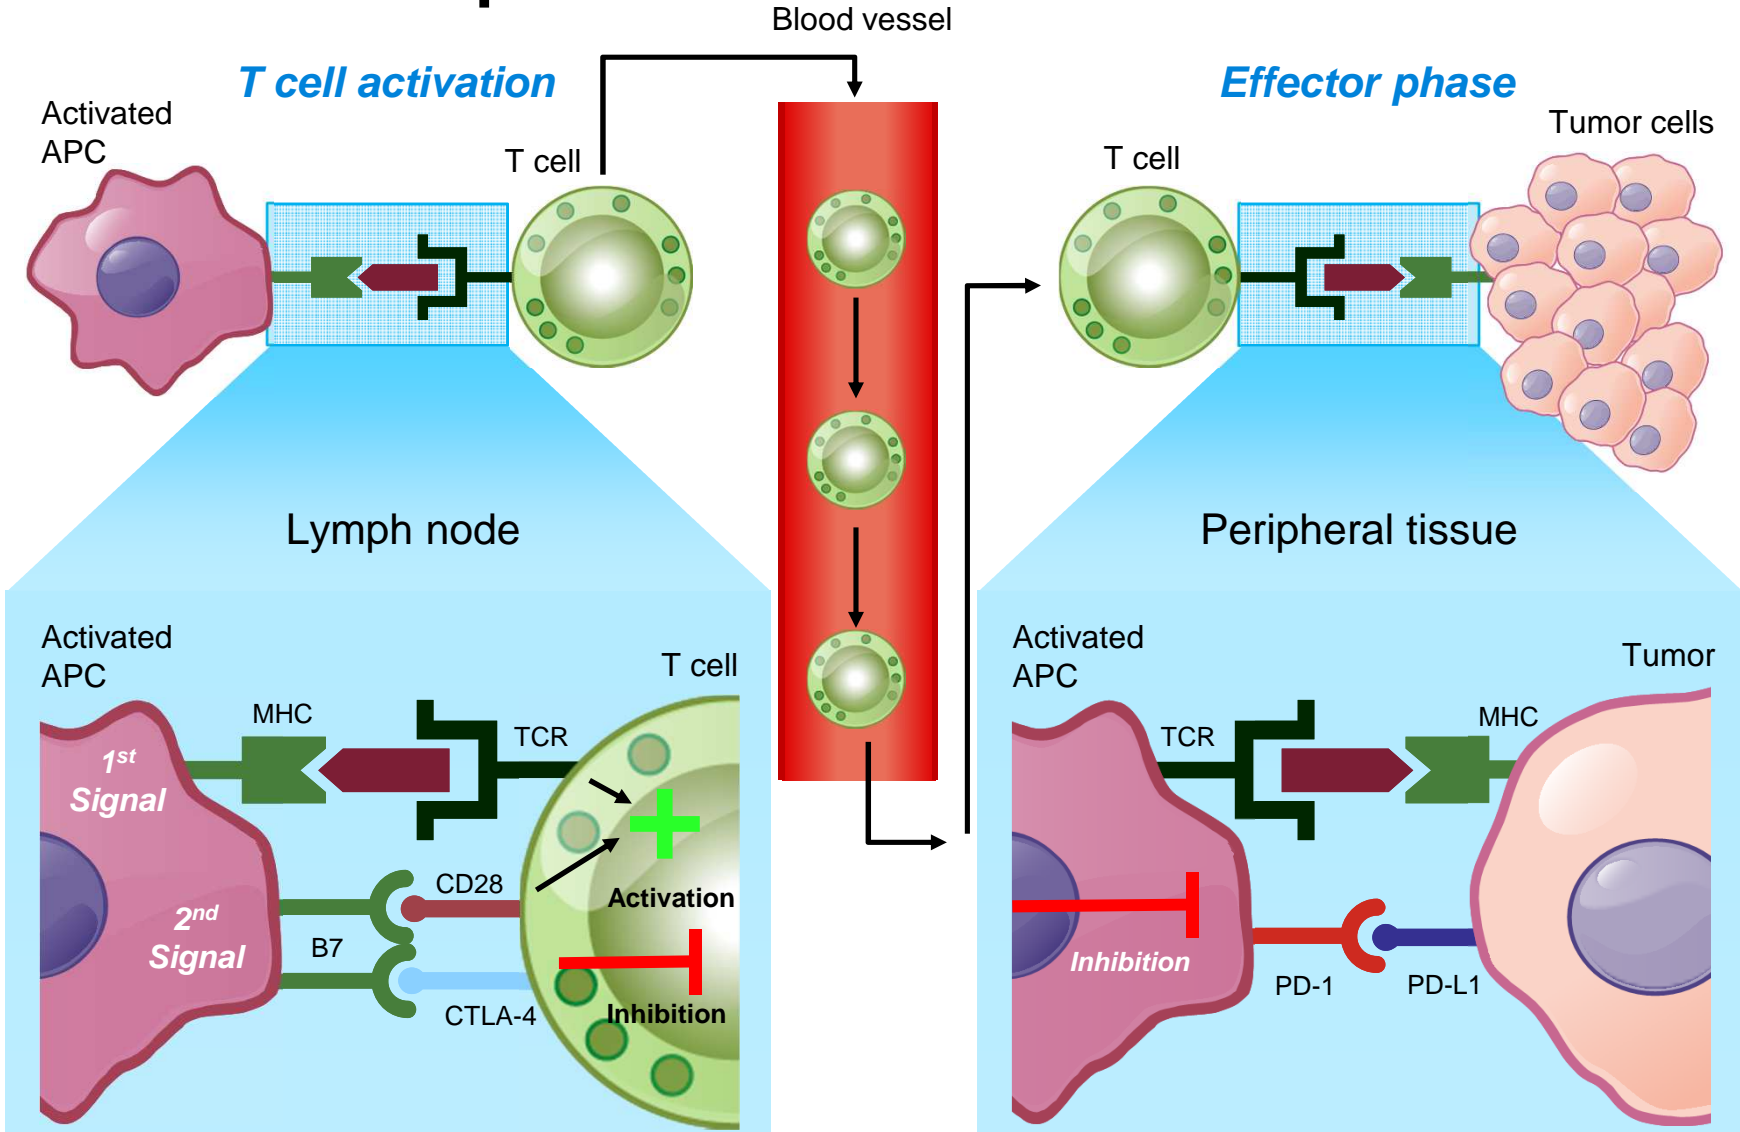 Blood vessel
T cell activation
Effector phase
Activated
APC
T cell
T cell
Tumor cells
Lymph node
Peripheral tissue
Activated
APC
T cell
MHC
TCR
1st
Signal
CD28
2nd
Signal
B7
CTLA-4
Activation
Inhibition
Activated
APC
Tumor
TCR
MHC
Inhibition
PD-1
PD-L1